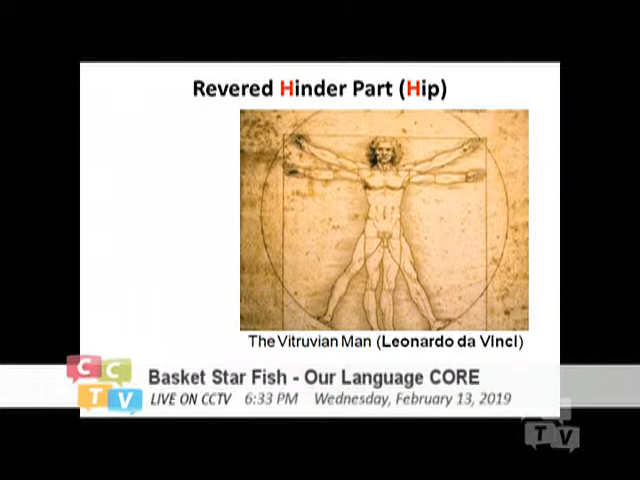 Revered Hinder Part (Hip)
The Vitruvian Man (Leonardo da VIncI)
CCTV
Basket Star Fish - Our Language CORE
LIVE ON CCTV 6:33 PM Wednesday, February 13, 2019
TV